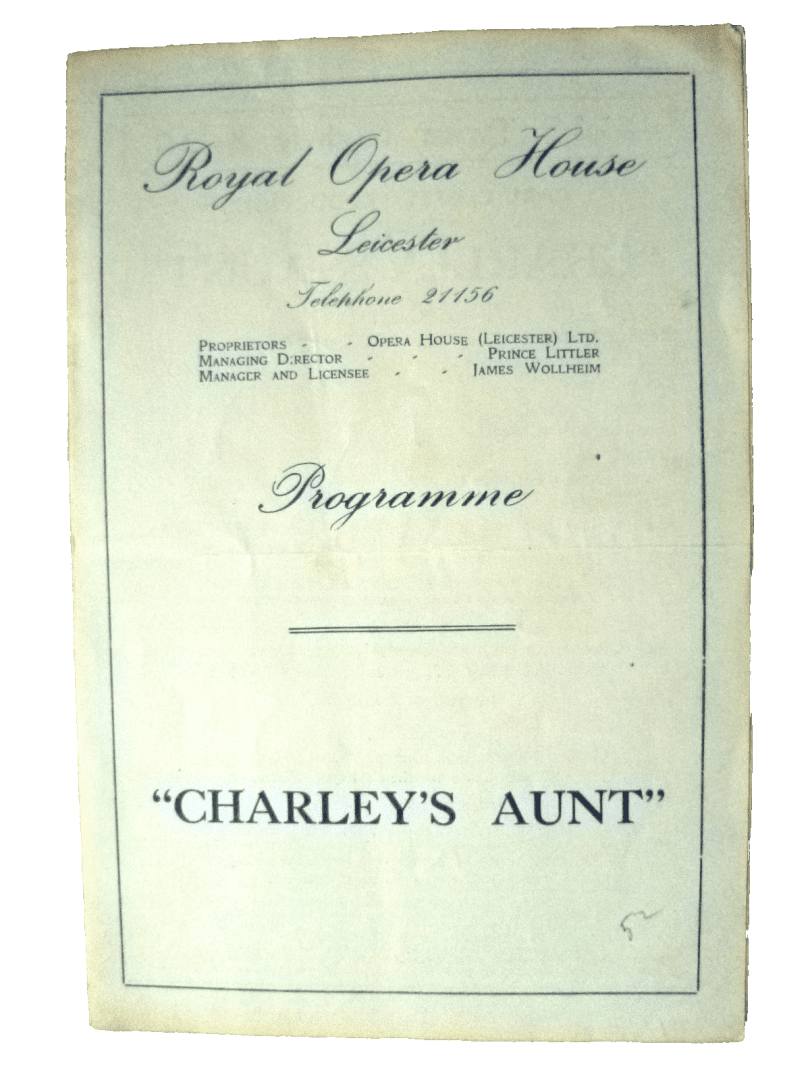 Royal Opera House
Leicester
Telephone 21156
PROPRIETORS - - OPERA HOUSE (LEICESTER) LTD.
MANAGING DIRECTOR - - - PRINCE LITTLER
MANAGER AND LICENSEE - - JAMES WOLLHEIM
Programme
“CHARLEY’S AUNT”